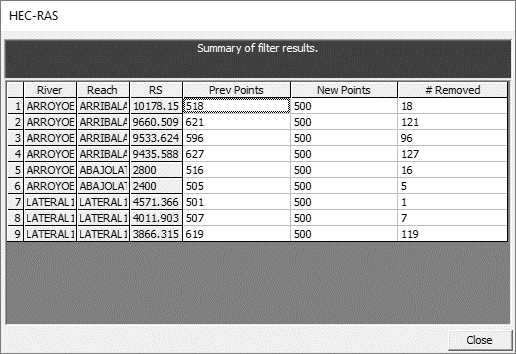 HEC-RAS
Summary of filter results.
River Reach RS Prev Points New Points # Removed
1 ARROYOE ARRIBALA 10178.15 518 500 18
2 ARROYOE ARRIBALA 9660.509 621 500 121
3 ARROYOE ARRIBALA 9533.624 596 500 96
4 ARROYOE ARRIBALA 9435.588 627 500 127
5 ARROYOE ABAJOLAT 2800 516 500 16
6 ARROYOE ABAJOLAT 2400 505 500 5
7 LATERAL1 LATERAL1 4571.366 501 500 1
8 LATERAL1 LATERAL1 4011.903 507 500 7
9 LATERAL1 LATERAL1 3866.315 619 500 119
Close